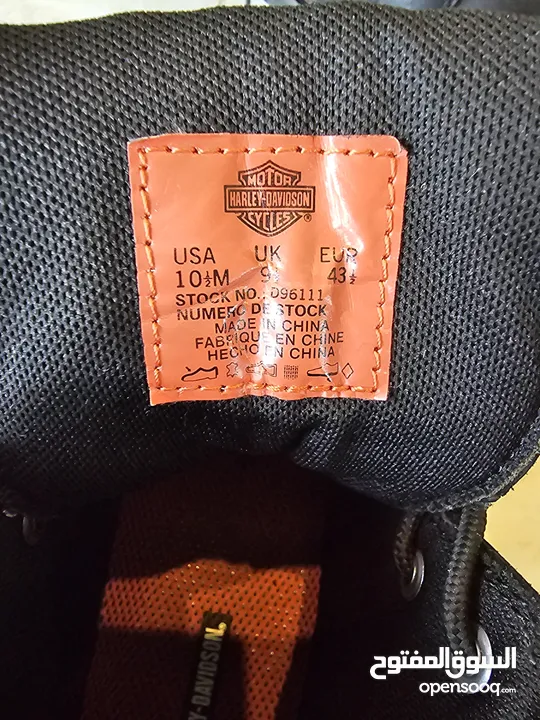 MOTOR
HARLEY-DAVIDSON
CYCLES®
USA UK EUR
10½M 9½ 43½
STOCK NO.: D96111
NUMERO DE STOCK
MADE IN CHINA
FABRIQUE EN CHINE
HECHO EN CHINA
-DAVIDSON
السوق المفتوح
opensooq.com